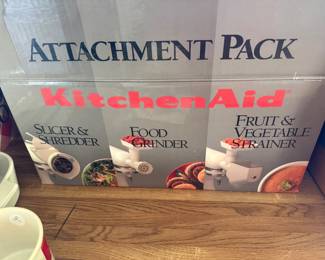 ATTACHMENT PACK
KitchenAid
SLICER & SHREDDER
FOOD GRINDER
FRUIT & VEGETABLE STRAINER